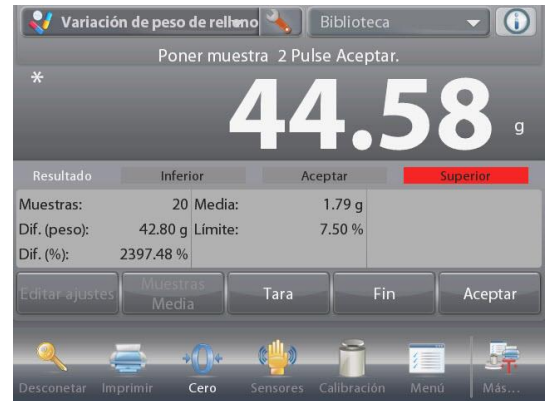 Variación de peso de relleno Biblioteca
Poner muestra 2 Pulse Aceptar.
*
44.58 g
Resultado Inferior Aceptar Superior
Muestras: 20 Media: 1.79 g
Dif. (peso): 42.80 g Límite: 7.50 %
Dif. (%): 2397.48 %
Editar ajustes Muestras Media Tara Fin Aceptar
Desconetar Imprimir Cero Sensores Calibración Menú Más...